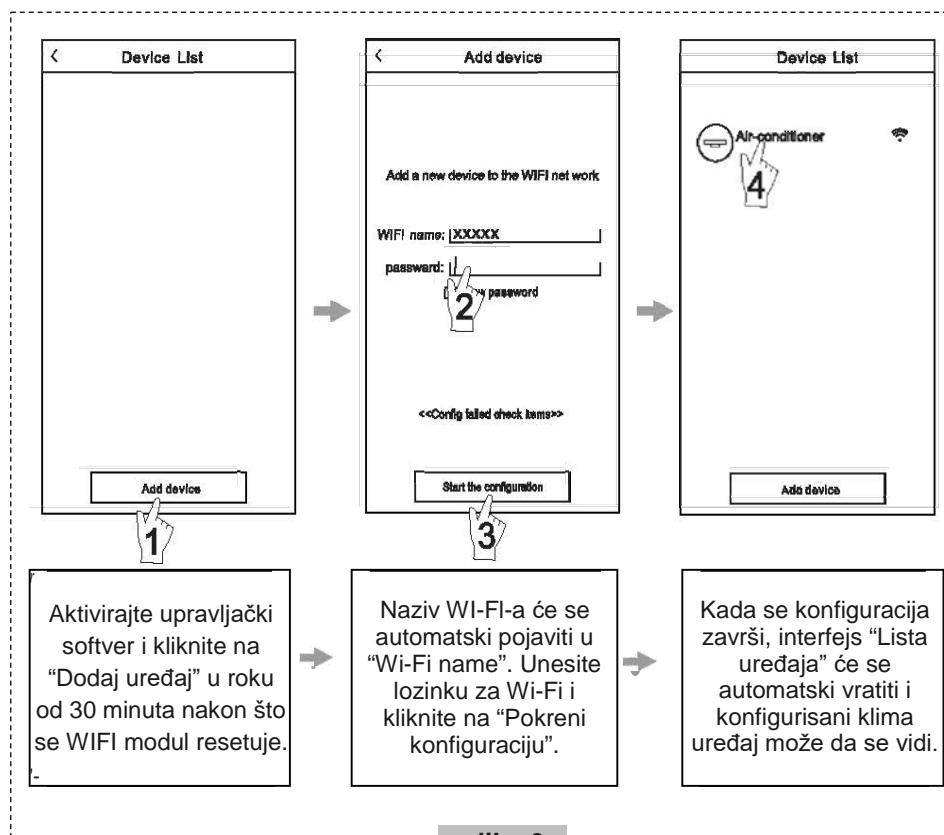 < Device List
Add device
1
< Add device
Add a new device to the WIFI net work
WIFI name: XXXXX
passward:
password
2
<<Config failed check items>>
Start the configuration
3
Device List
Air-conditioner
4
Add device
Aktivirajte upravljački
softver i kliknite na
“Dodaj uređaj” u roku
od 30 minuta nakon što
se WIFI modul resetuje.
Naziv WI-FI-a će se
automatski pojaviti u
“Wi-Fi name”. Unesite
lozinku za Wi-Fi i
kliknite na “Pokreni
konfiguraciju”.
Kada se konfiguracija
završi, interfejs “Lista
uređaja” će se
automatski vratiti i
konfigurisani klima
uređaj može da se vidi.